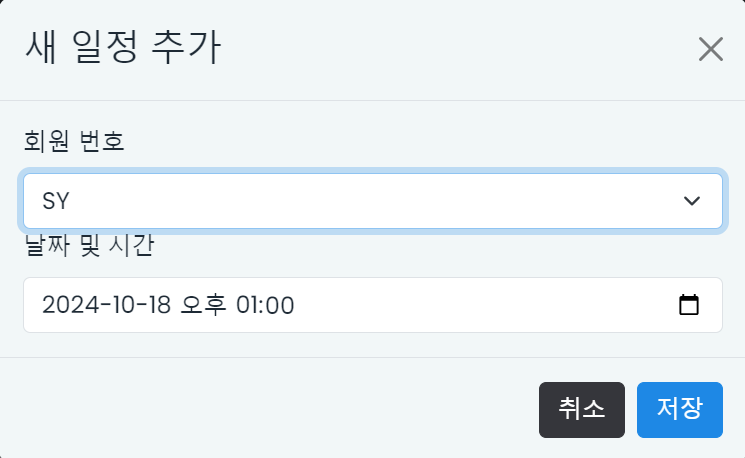 새 일정 추가
회원 번호
SY
날짜 및 시간
2024-10-18 오후 01:00
취소 저장